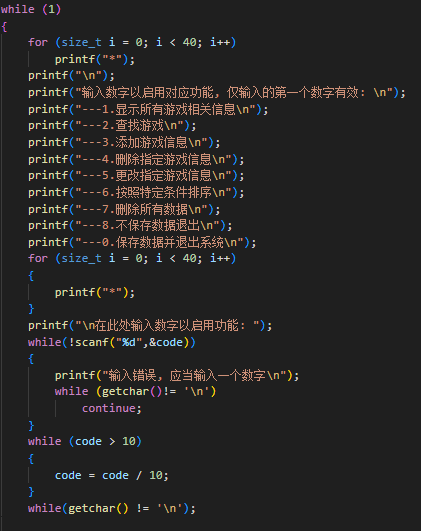 while (1)
{
    for (size_t i = 0; i < 40; i++)
        printf("*");
    printf("\n");
    printf("输入数字以启用对应功能, 仅输入的第一个数字有效: \n");
    printf("---1.显示所有游戏相关信息\n");
    printf("---2.查找游戏\n");
    printf("---3.添加游戏信息\n");
    printf("---4.删除指定游戏信息\n");
    printf("---5.更改指定游戏信息\n");
    printf("---6.按照特定条件排序\n");
    printf("---7.删除所有数据\n");
    printf("---8.不保存数据退出\n");
    printf("---0.保存数据并退出系统\n");
    for (size_t i = 0; i < 40; i++)
    {
        printf("*");
    }
    printf("\n在此处输入数字以启用功能: ");
    while(!scanf("%d",&code))
    {
        printf("输入错误, 应当输入一个数字\n");
        while (getchar()!= '\n')
            continue;
    }
    while (code > 10)
    {
        code = code / 10;
    }
    while(getchar() != '\n');